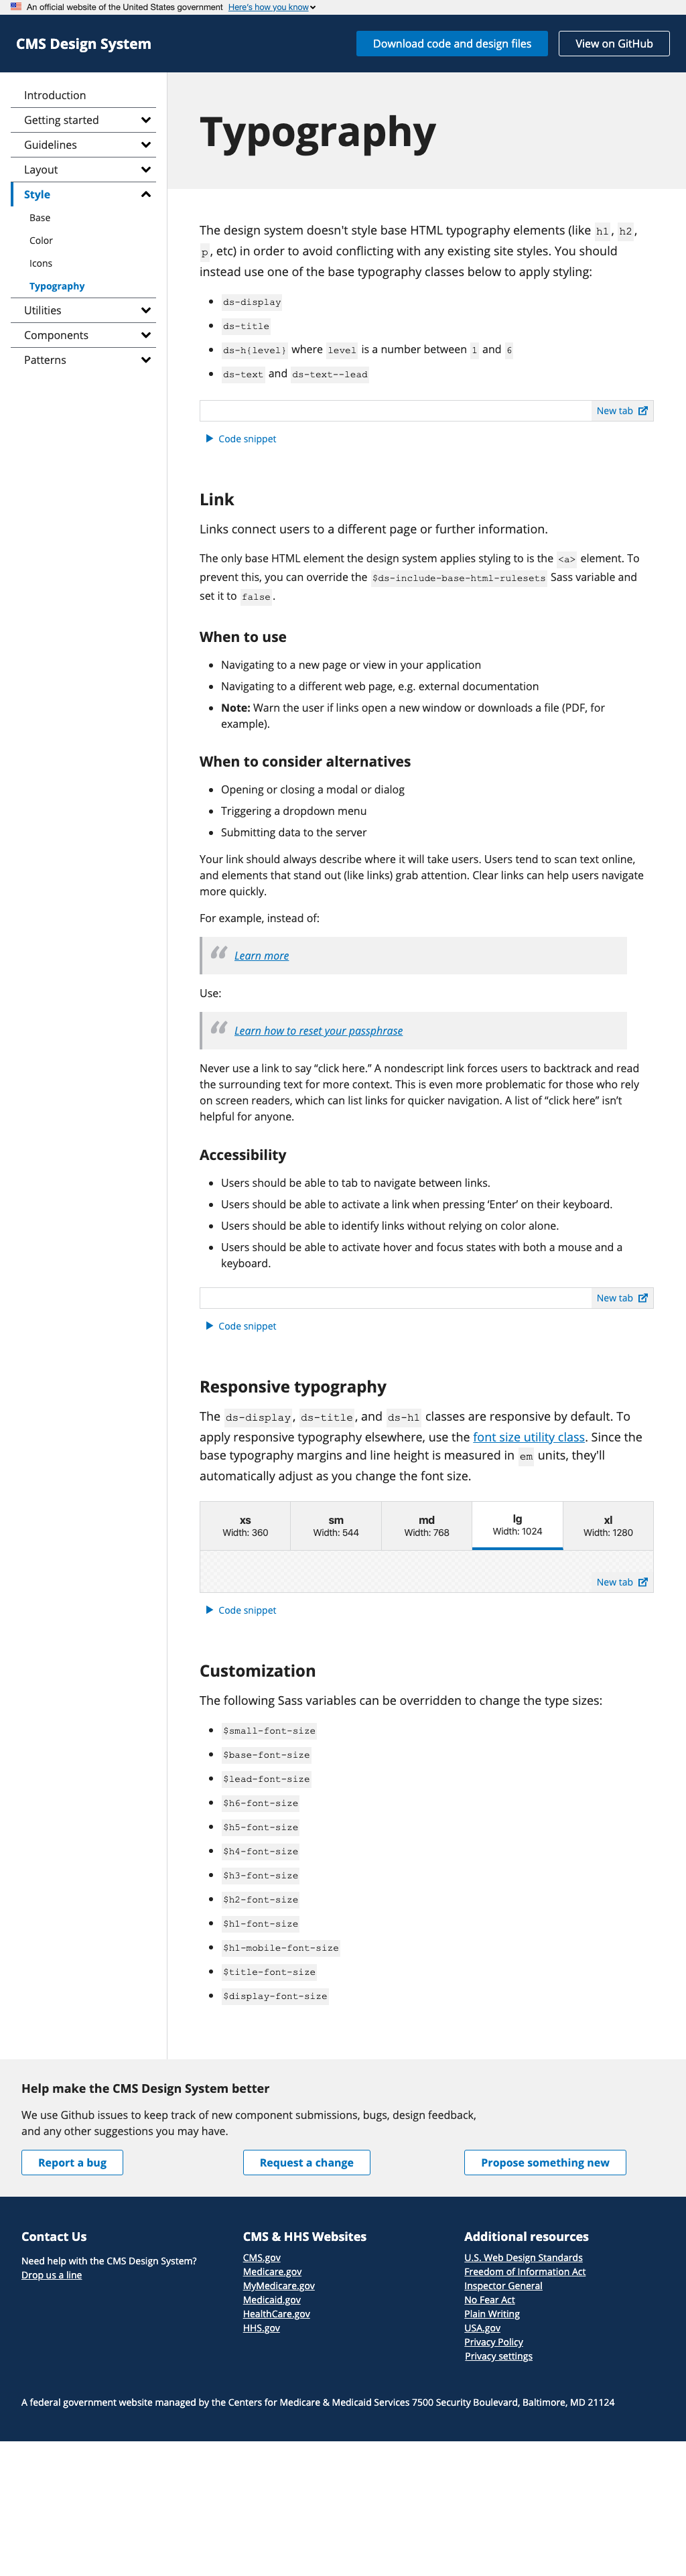 An official website of the United States government Here's how you know
CMS Design System
Download code and design files
View on GitHub
Introduction
Getting started
Guidelines
Layout
Style
Base
Color
Icons
Typography
Utilities
Components
Patterns
Typography
The design system doesn't style base HTML typography elements (like h1, h2,
p, etc) in order to avoid conflicting with any existing site styles. You should
instead use one of the base typography classes below to apply styling:
ds-display
ds-title
ds-h{level} where level is a number between 1 and 6
ds-text and ds-text--lead
New tab
Code snippet
Link
Links connect users to a different page or further information.
The only base HTML element the design system applies styling to is the <a> element. To
prevent this, you can override the $ds-include-base-html-rulesets Sass variable and
set it to false.
When to use
Navigating to a new page or view in your application
Navigating to a different web page, e.g. external documentation
Note: Warn the user if links open a new window or downloads a file (PDF, for
example).
When to consider alternatives
Opening or closing a modal or dialog
Triggering a dropdown menu
Submitting data to the server
Your link should always describe where it will take users. Users tend to scan text online,
and elements that stand out (like links) grab attention. Clear links can help users navigate
more quickly.
For example, instead of:
“ Learn more
Use:
“ Learn how to reset your passphrase
Never use a link to say “click here.” A nondescript link forces users to backtrack and read
the surrounding text for more context. This is even more problematic for those who rely
on screen readers, which can list links for quicker navigation. A list of “click here” isn’t
helpful for anyone.
Accessibility
Users should be able to tab to navigate between links.
Users should be able to activate a link when pressing ‘Enter’ on their keyboard.
Users should be able to identify links without relying on color alone.
Users should be able to activate hover and focus states with both a mouse and a
keyboard.
New tab
Code snippet
Responsive typography
The ds-display, ds-title, and ds-h1 classes are responsive by default. To
apply responsive typography elsewhere, use the font size utility class. Since the
base typography margins and line height is measured in em units, they'll
automatically adjust as you change the font size.
xs
Width: 360
sm
Width: 544
md
Width: 768
lg
Width: 1024
xl
Width: 1280
New tab
Code snippet
Customization
The following Sass variables can be overridden to change the type sizes:
$small-font-size
$base-font-size
$lead-font-size
$h6-font-size
$h5-font-size
$h4-font-size
$h3-font-size
$h2-font-size
$h1-font-size
$h1-mobile-font-size
$title-font-size
$display-font-size
Help make the CMS Design System better
We use Github issues to keep track of new component submissions, bugs, design feedback,
and any other suggestions you may have.
Report a bug
Request a change
Propose something new
Contact Us
Need help with the CMS Design System?
Drop us a line
CMS & HHS Websites
CMS.gov
Medicare.gov
MyMedicare.gov
Medicaid.gov
HealthCare.gov
HHS.gov
Additional resources
U.S. Web Design Standards
Freedom of Information Act
Inspector General
No Fear Act
Plain Writing
USA.gov
Privacy Policy
Privacy settings
A federal government website managed by the Centers for Medicare & Medicaid Services 7500 Security Boulevard, Baltimore, MD 21124